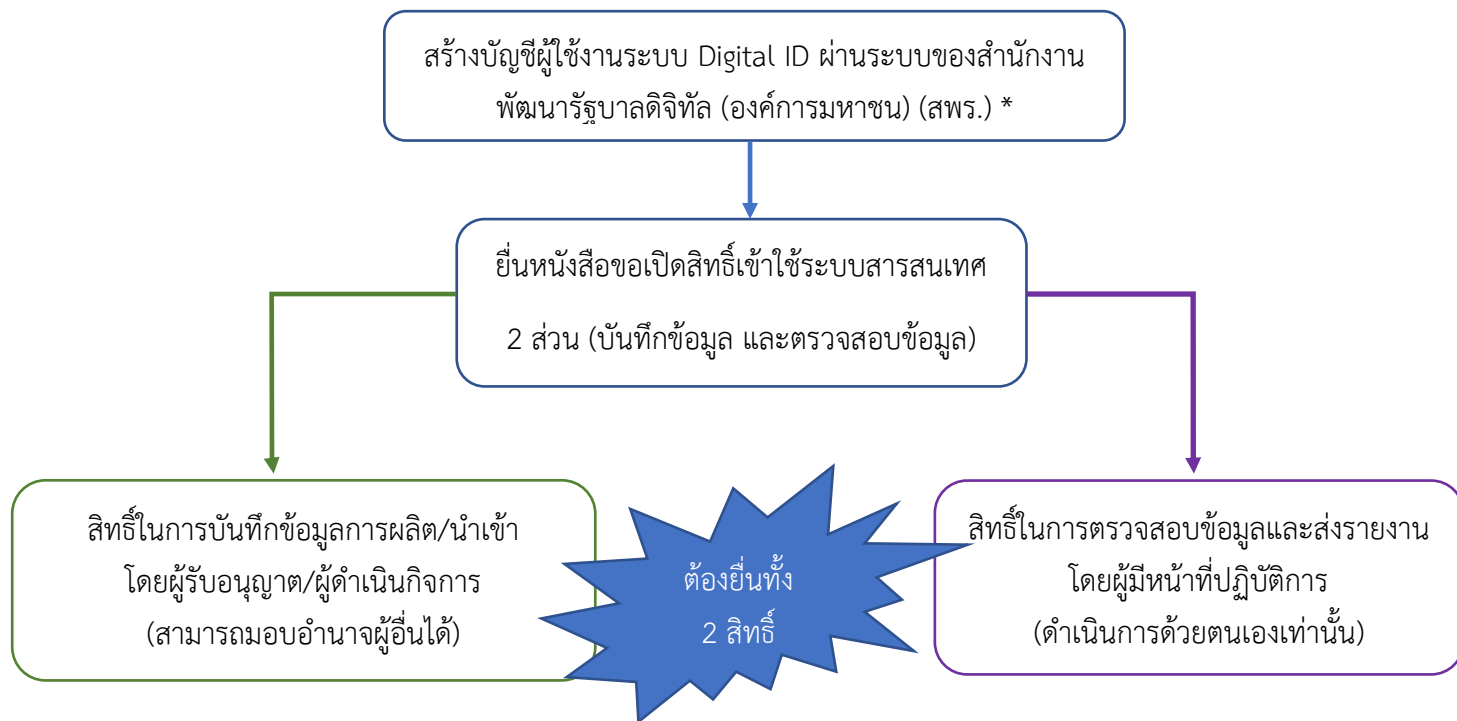 สร้างบัญชีผู้ใช้งานระบบ Digital ID ผ่านระบบของสำนักงาน
พัฒนารัฐบาลดิจิทัล (องค์การมหาชน) (สพร.) *
ยื่นหนังสือขอเปิดสิทธิ์เข้าใช้ระบบสารสนเทศ
2 ส่วน (บันทึกข้อมูล และตรวจสอบข้อมูล)
สิทธิ์ในการบันทึกข้อมูลการผลิต/นำเข้า
โดยผู้รับอนุญาต/ผู้ดำเนินกิจการ
(สามารถมอบอำนาจผู้อื่นได้)
ต้องยื่นทั้ง
2 สิทธิ์
สิทธิ์ในการตรวจสอบข้อมูลและส่งรายงาน
โดยผู้มีหน้าที่ปฏิบัติการ
(ดำเนินการด้วยตนเองเท่านั้น)